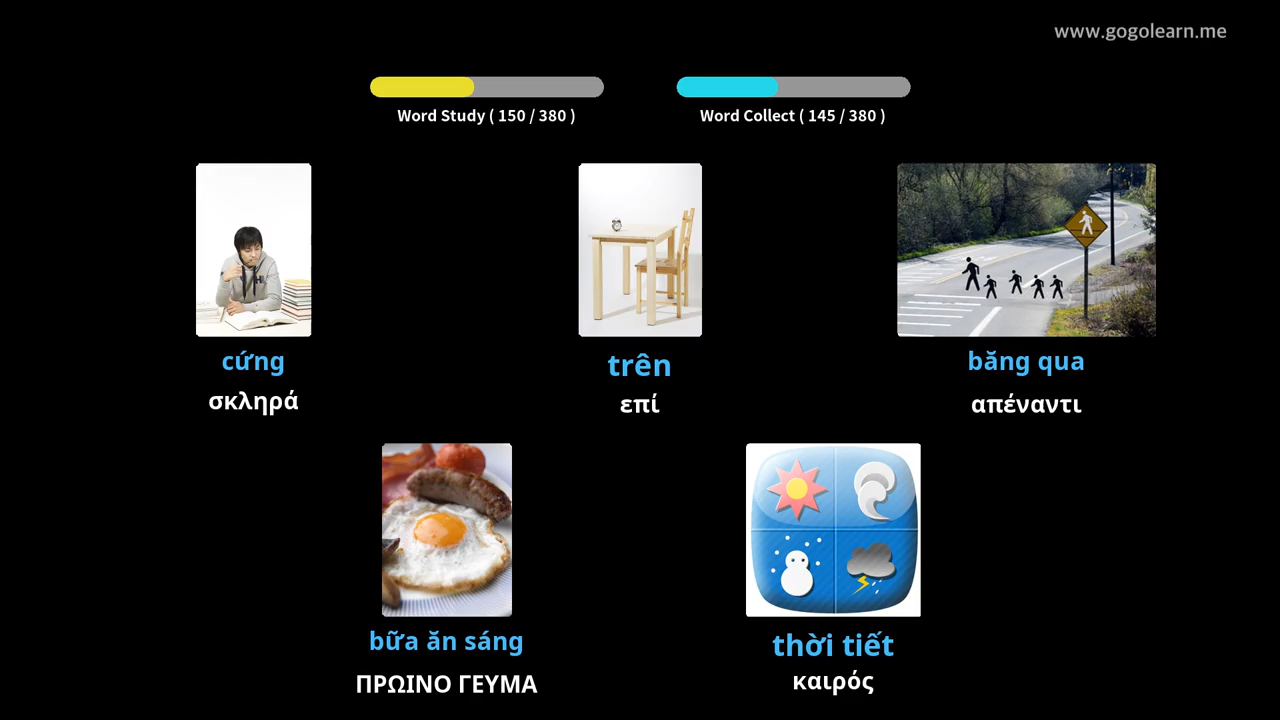 www.gogolearn.me
Word Study ( 150 / 380 )
Word Collect ( 145 / 380 )
cứng
σκληρά
trên
επί
băng qua
απέναντι
bữa ăn sáng
ΠΡΩΙΝΟ ΓΕΥΜΑ
thời tiết
καιρός